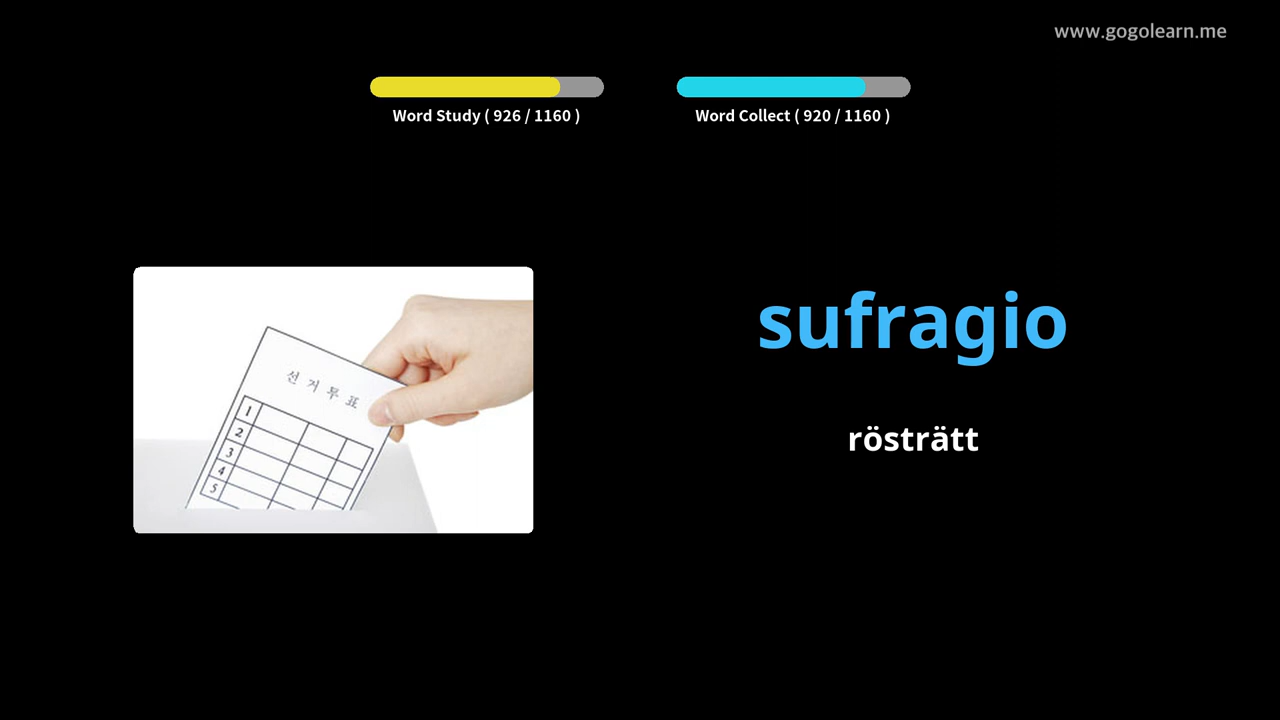 www.gogolearn.me
Word Study ( 926 / 1160 )
Word Collect ( 920 / 1160 )
sufragio
rösträtt
선거투표
1
2
3
4
5